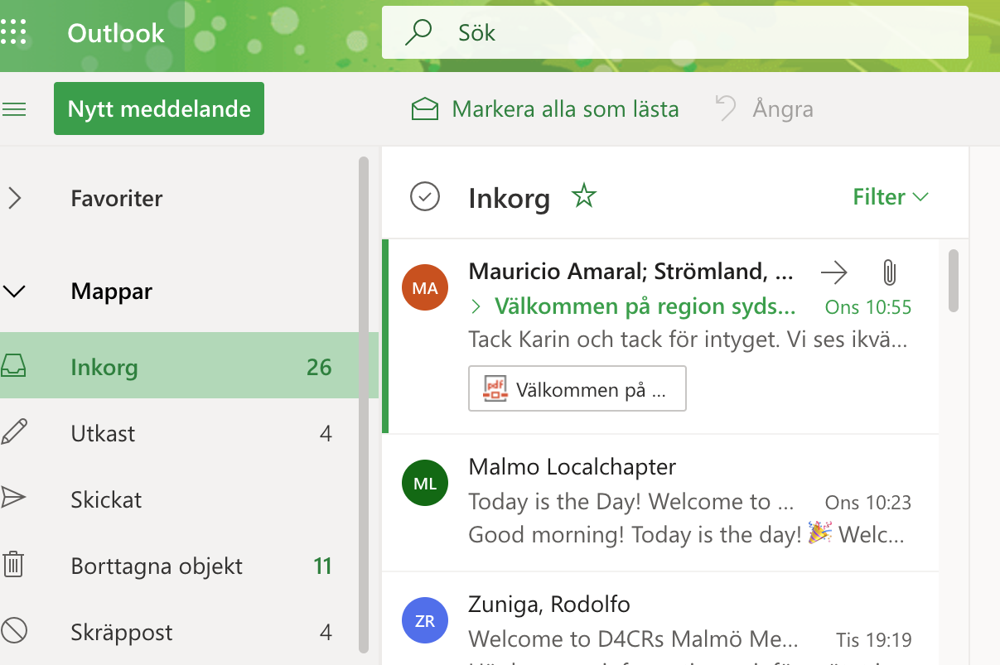 Outlook
Sök
Nytt meddelande
Markera alla som lästa
Ångra
Favoriter
Mappar
Inkorg 26
Utkast 4
Skickat
Borttagna objekt 11
Skräppost 4
Inkorg
Filter
MA
Mauricio Amaral; Strömland, ...
Välkommen på region syds... Ons 10:55
Tack Karin och tack för intyget. Vi ses ikvä...
pdf Välkommen på ...
ML
Malmo Localchapter
Today is the Day! Welcome to ... Ons 10:23
Good morning! Today is the day! 🎉 Welc...
ZR
Zuniga, Rodolfo
Welcome to D4CRs Malmö Me... Tis 19:19